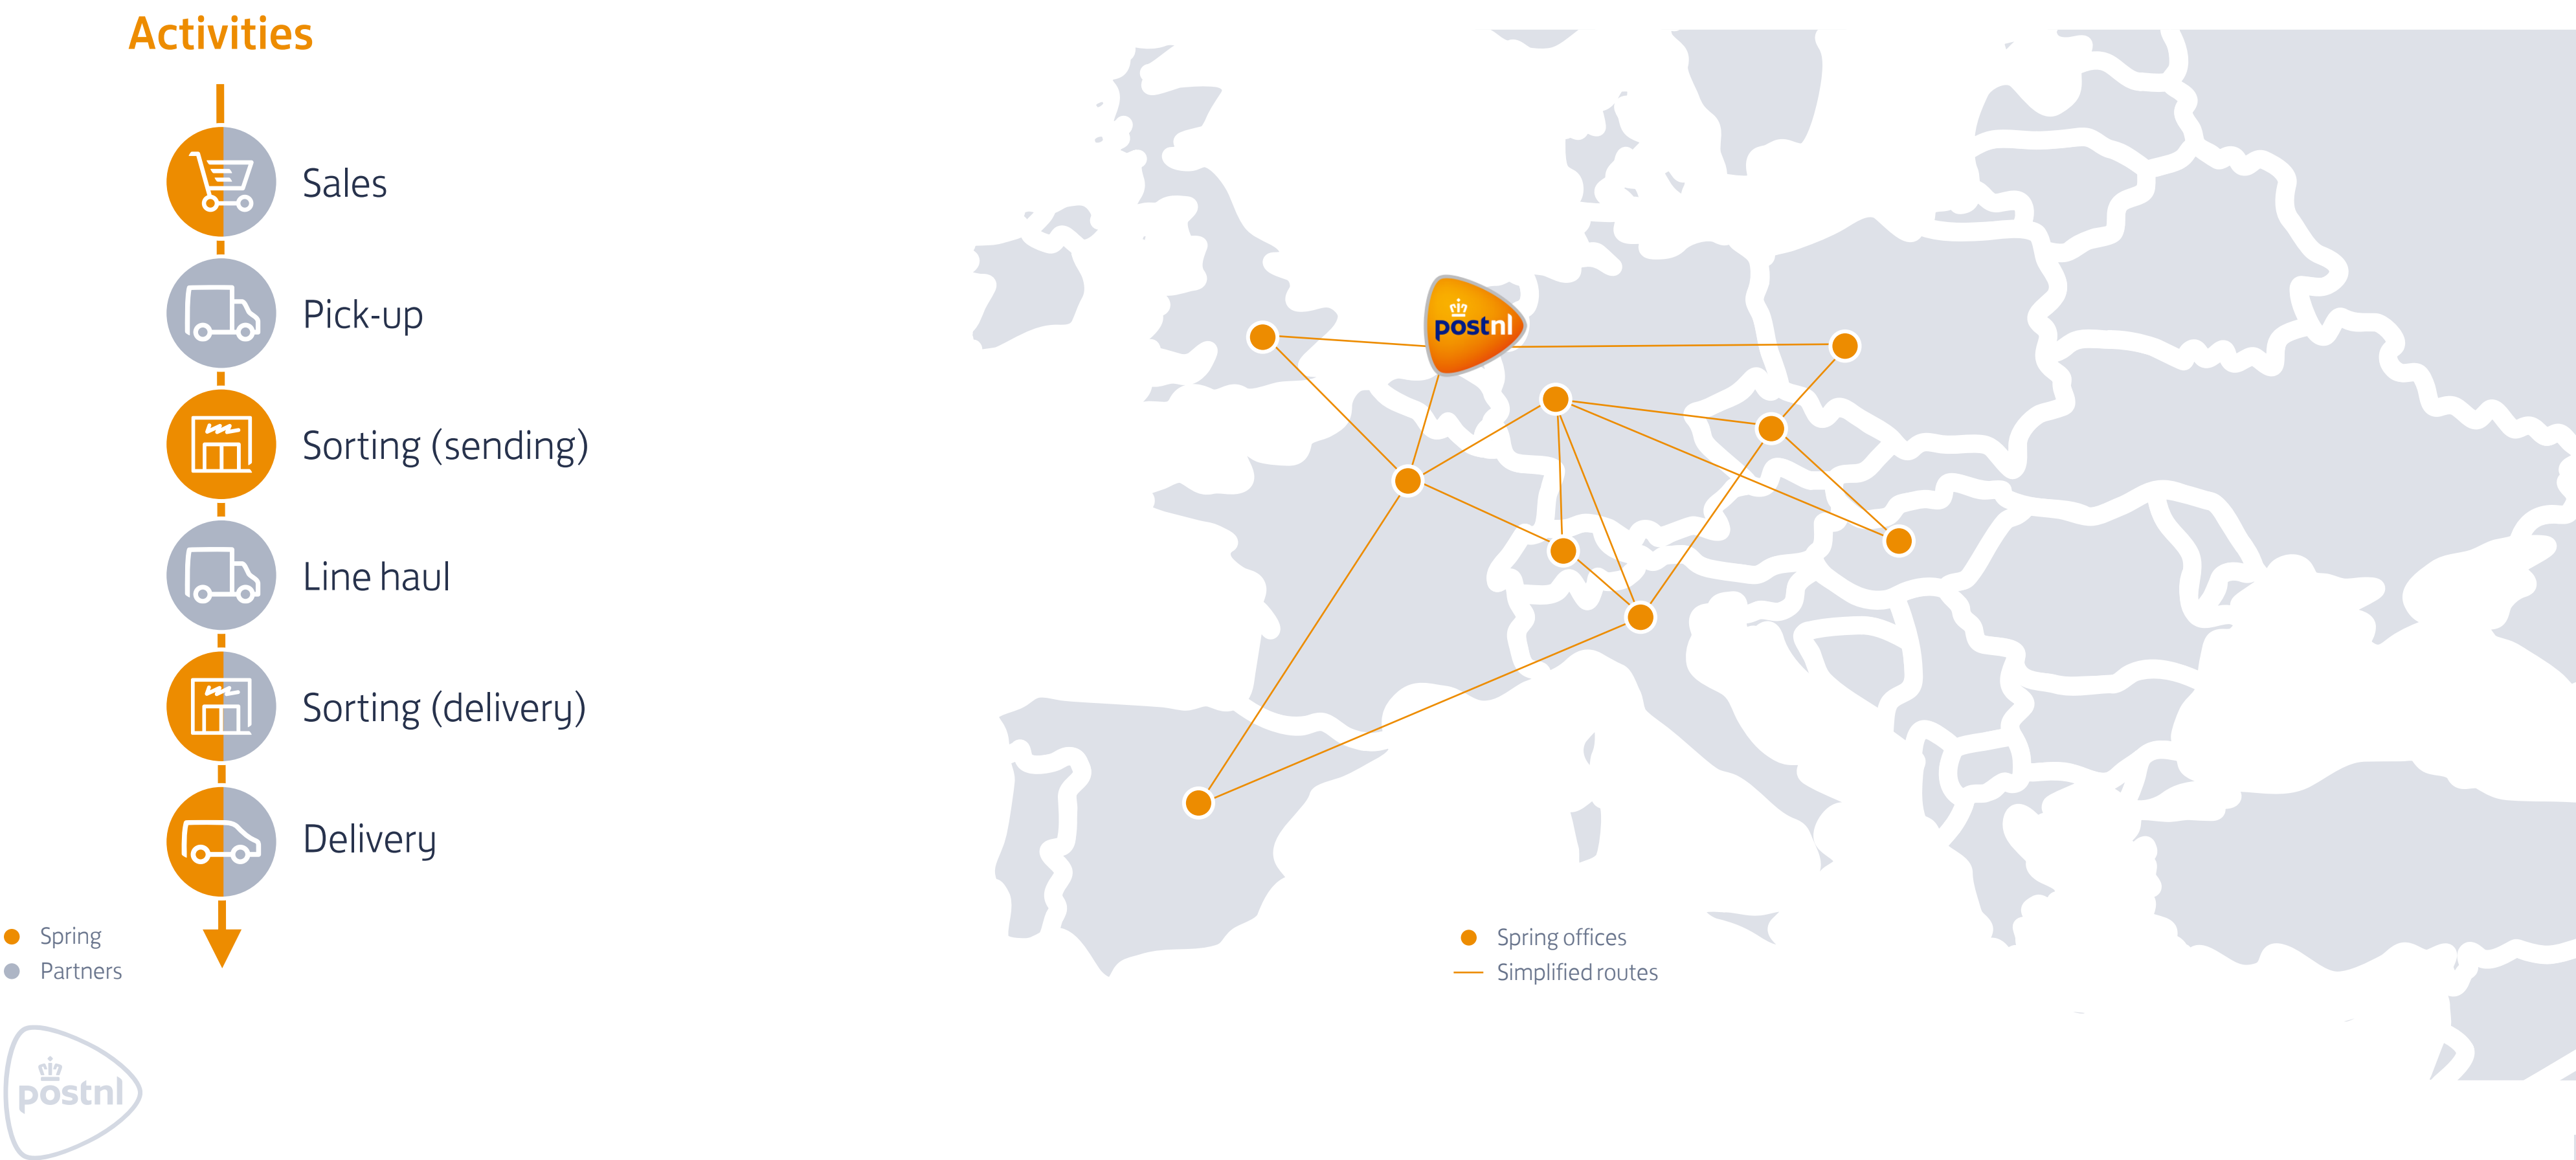 Activities
Sales
Pick-up
Sorting (sending)
Line haul
Sorting (delivery)
Delivery
Spring
Partners
postnl
postnl
Spring offices
Simplified routes